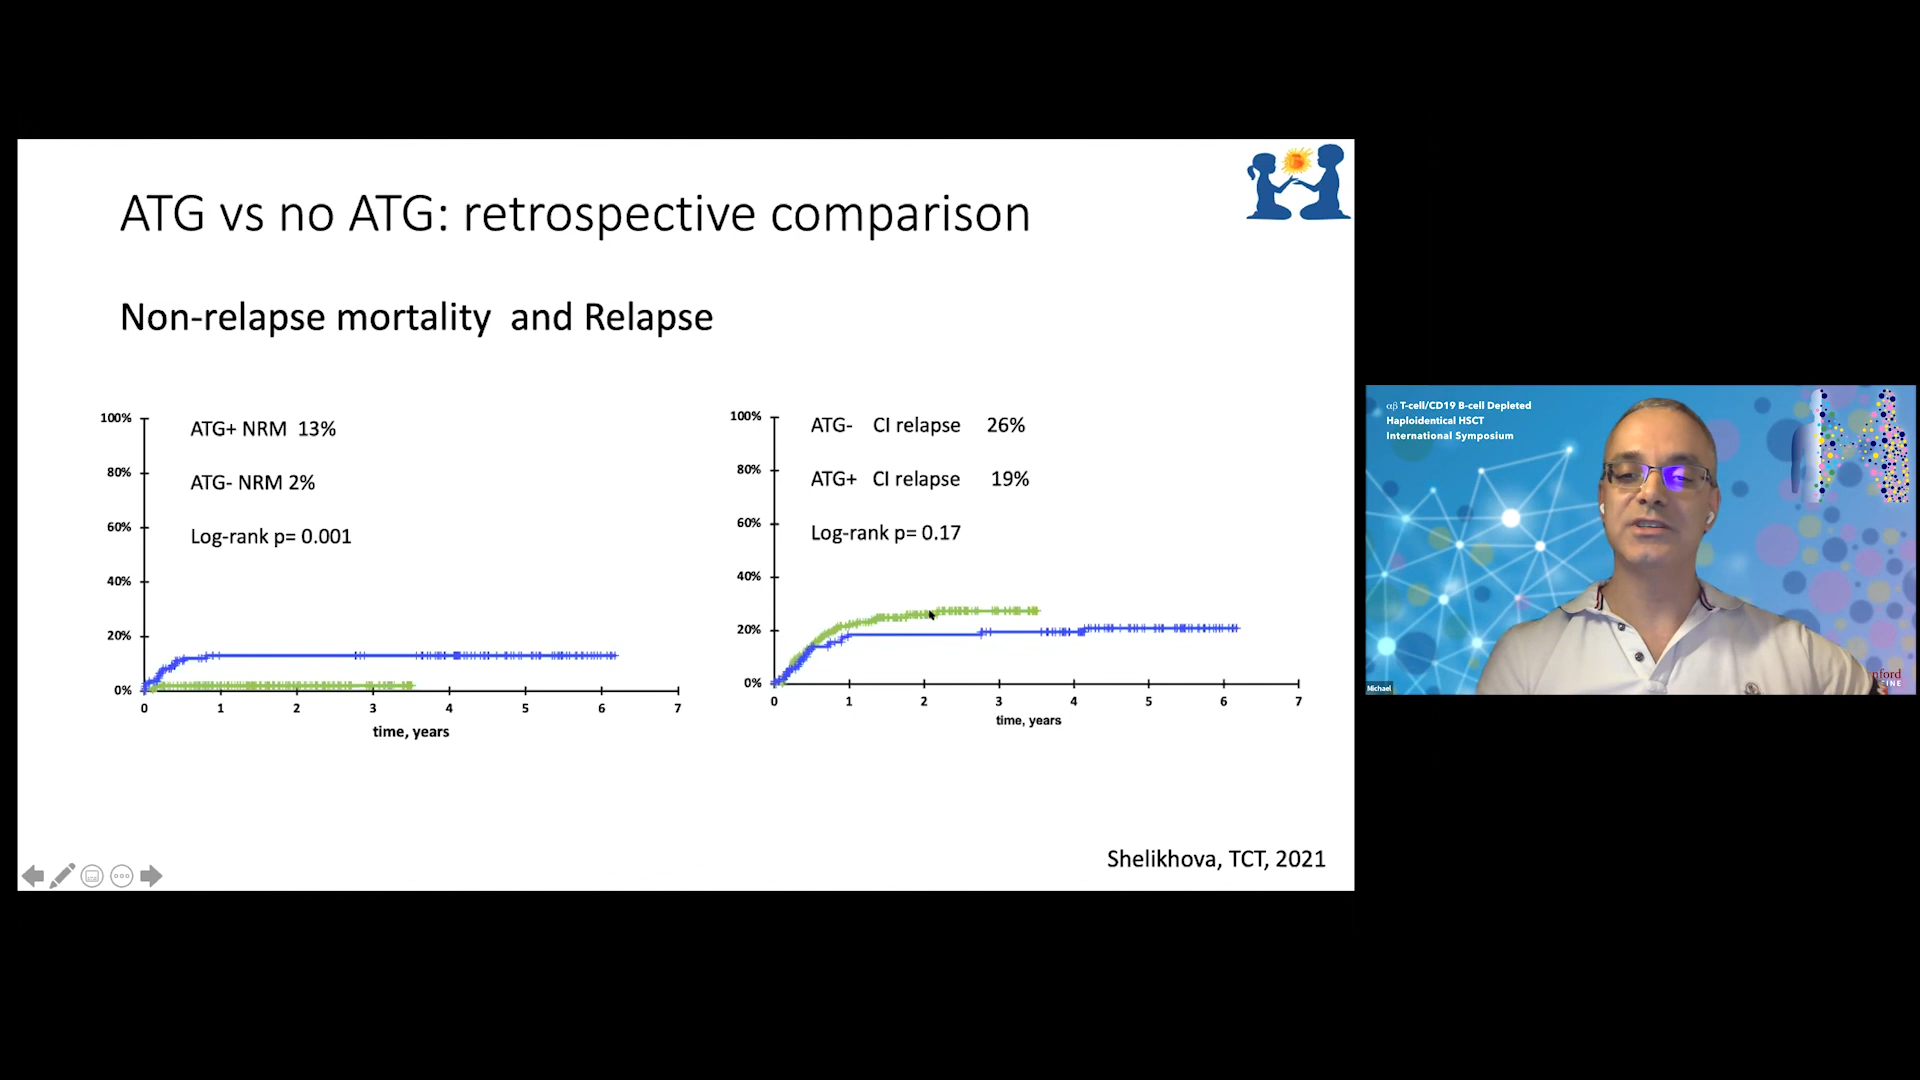 ATG vs no ATG: retrospective comparison
Non-relapse mortality and Relapse
100%
80%
60%
40%
20%
0%
ATG+ NRM 13%
ATG- NRM 2%
Log-rank p= 0.001
0 1 2 3 4 5 6 7
time, years
100%
80%
60%
40%
20%
0%
ATG- CI relapse 26%
ATG+ CI relapse 19%
Log-rank p= 0.17
0 1 2 3 4 5 6 7
time, years
Shelikhova, TCT, 2021
αβ T-cell/CD19 B-cell Depleted
Haploidentical HSCT
International Symposium
Michael